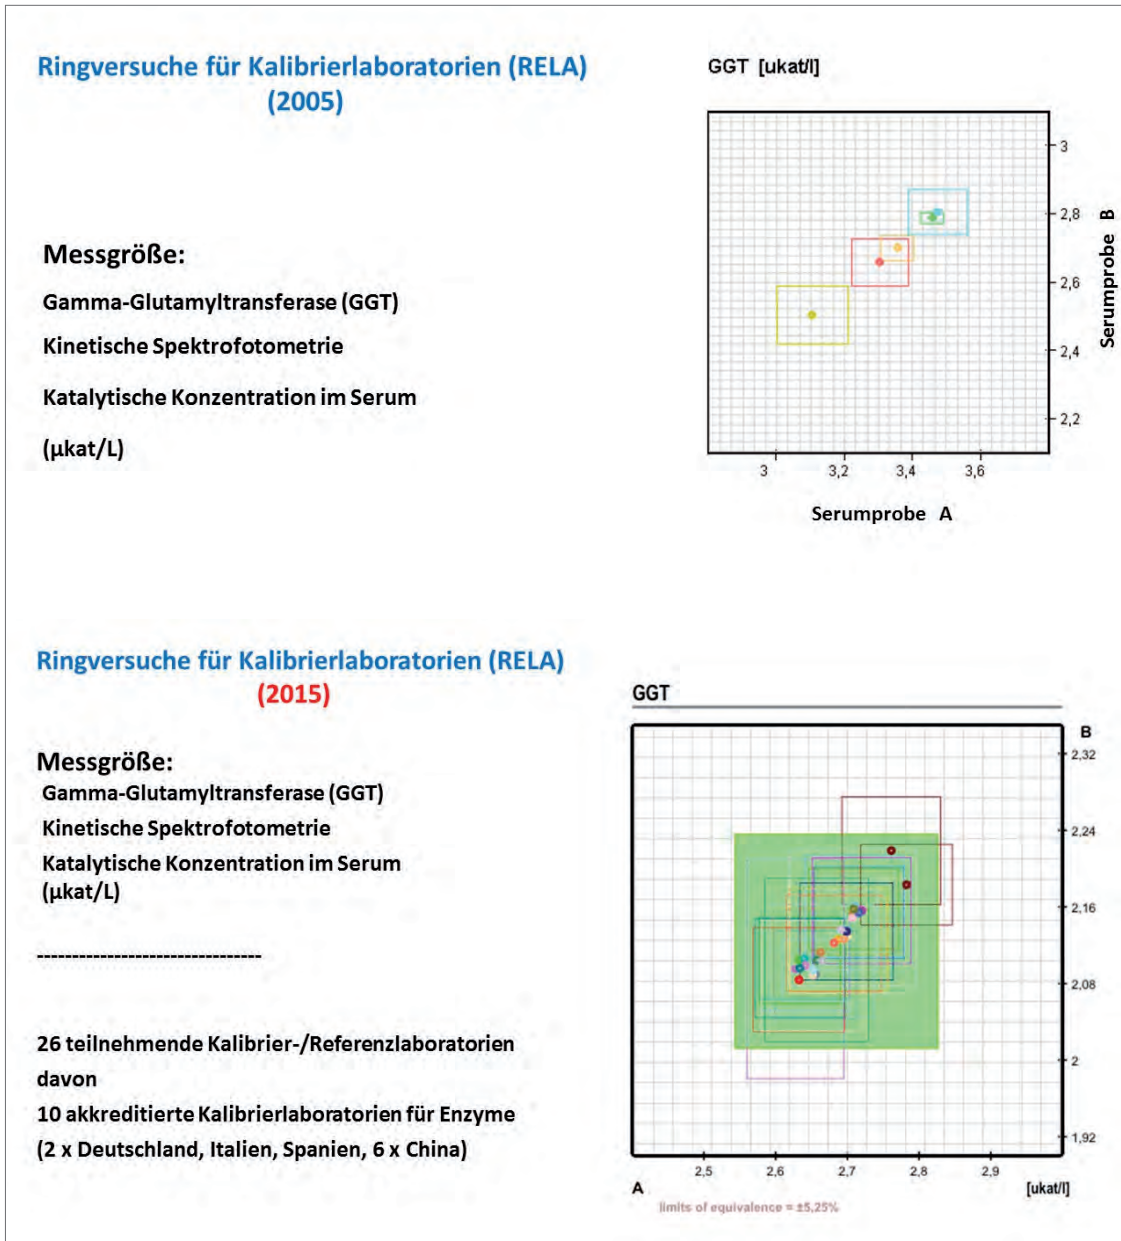 Ringversuche für Kalibrierlaboratorien (RELA)
(2005)
Messgröße:
Gamma-Glutamyltransferase (GGT)
Kinetische Spektrofotometrie
Katalytische Konzentration im Serum
(µkat/L)
GGT [ukat/l]
3
2,8
2,6
2,4
2,2
Serumprobe B
3
3,2
3,4
3,6
Serumprobe A
Ringversuche für Kalibrierlaboratorien (RELA)
(2015)
Messgröße:
Gamma-Glutamyltransferase (GGT)
Kinetische Spektrofotometrie
Katalytische Konzentration im Serum
(µkat/L)
--------------------------------
26 teilnehmende Kalibrier-/Referenzlaboratorien
davon
10 akkreditierte Kalibrierlaboratorien für Enzyme
(2 x Deutschland, Italien, Spanien, 6 x China)
GGT
B
2,32
2,24
2,16
2,08
2
1,92
2,5
2,6
2,7
2,8
2,9
A
[ukat/l]
limits of equivalence = ±5,25%